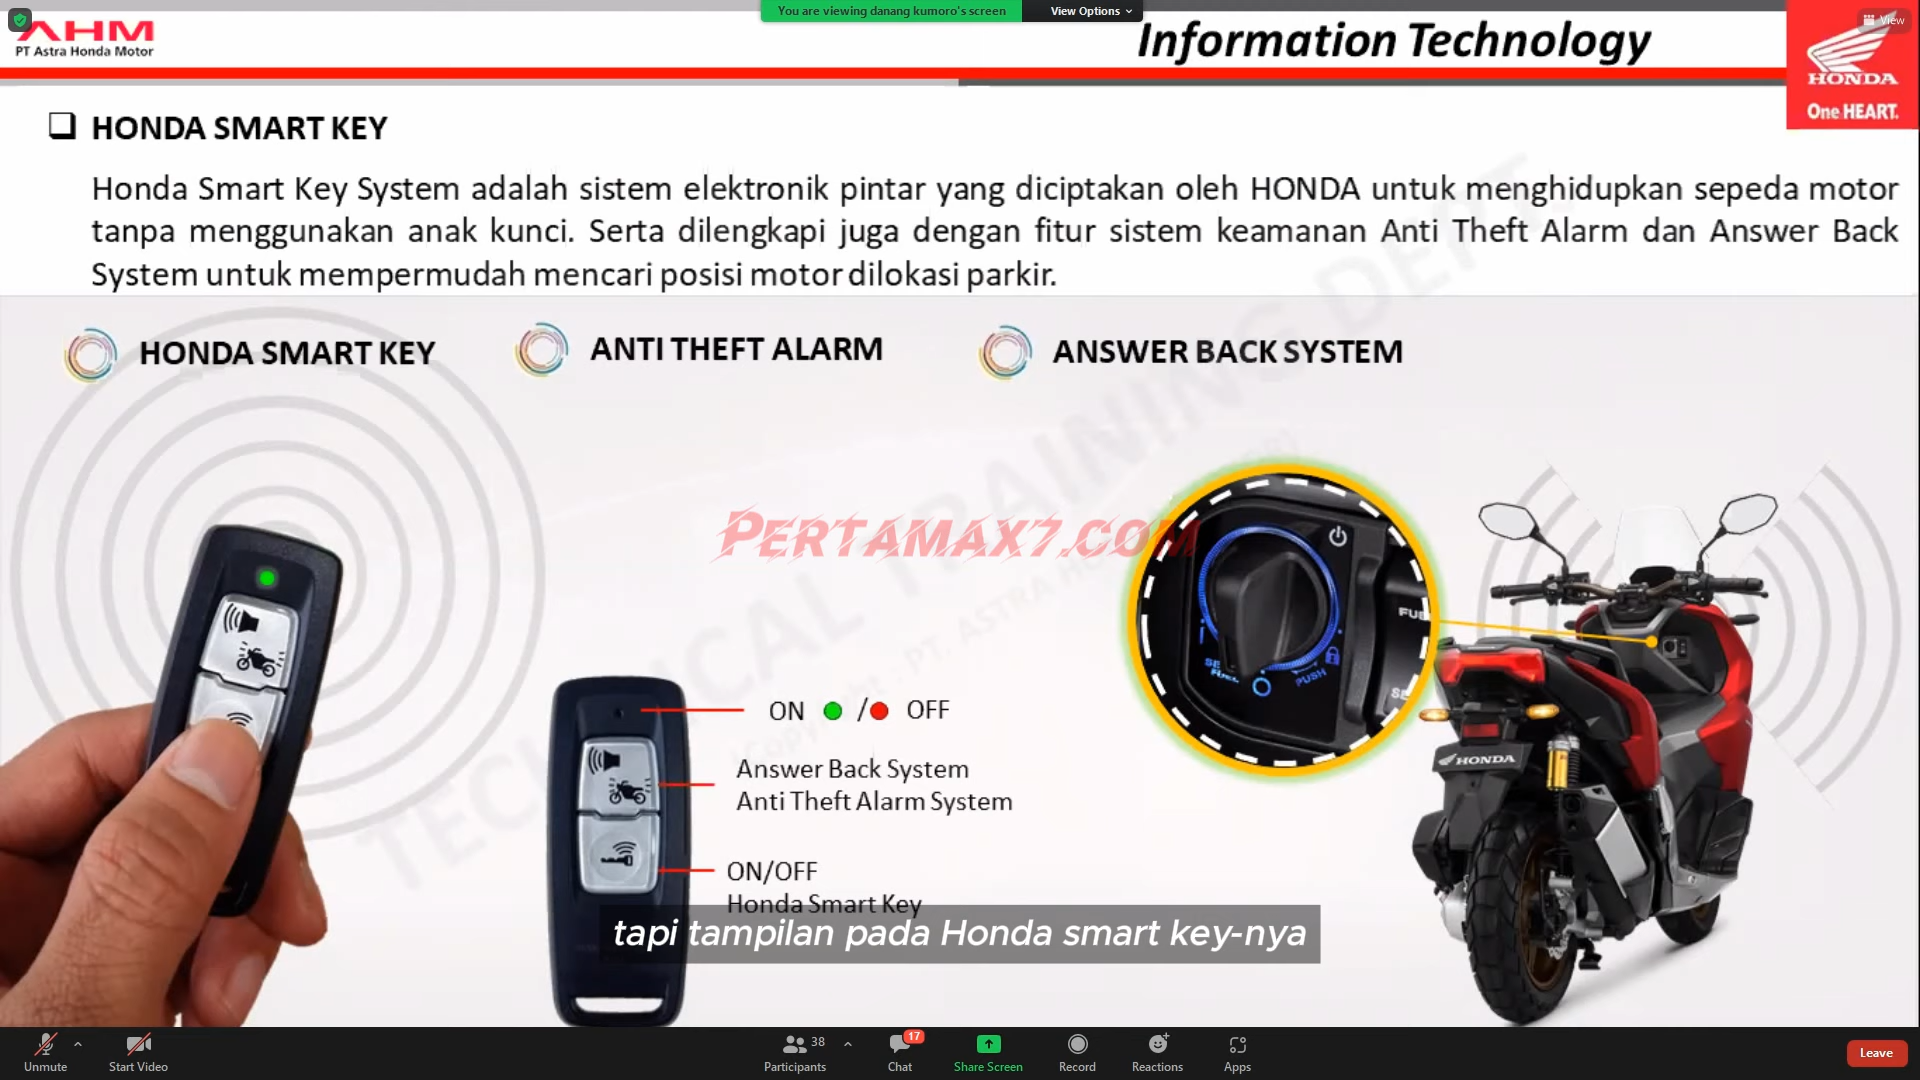 You are viewing danang kumoro's screen
View Options
View
AHM
PT Astra Honda Motor
Information Technology
HONDA
One HEART.
HONDA SMART KEY
Honda Smart Key System adalah sistem elektronik pintar yang diciptakan oleh HONDA untuk menghidupkan sepeda motor
tanpa menggunakan anak kunci. Serta dilengkapi juga dengan fitur sistem keamanan Anti Theft Alarm dan Answer Back
System untuk mempermudah mencari posisi motor dilokasi parkir.
HONDA SMART KEY
ANTI THEFT ALARM
ANSWER BACK SYSTEM
TECHNICAL TRAINING DEPT.
PERTAMAX7.COM
PUSH
HONDA
ON / OFF
Answer Back System
Anti Theft Alarm System
ON/OFF
Honda Smart Key
tapi tampilan pada Honda smart key-nya
Unmute
Start Video
38
Participants
17
Chat
Share Screen
Record
Reactions
Apps
Leave